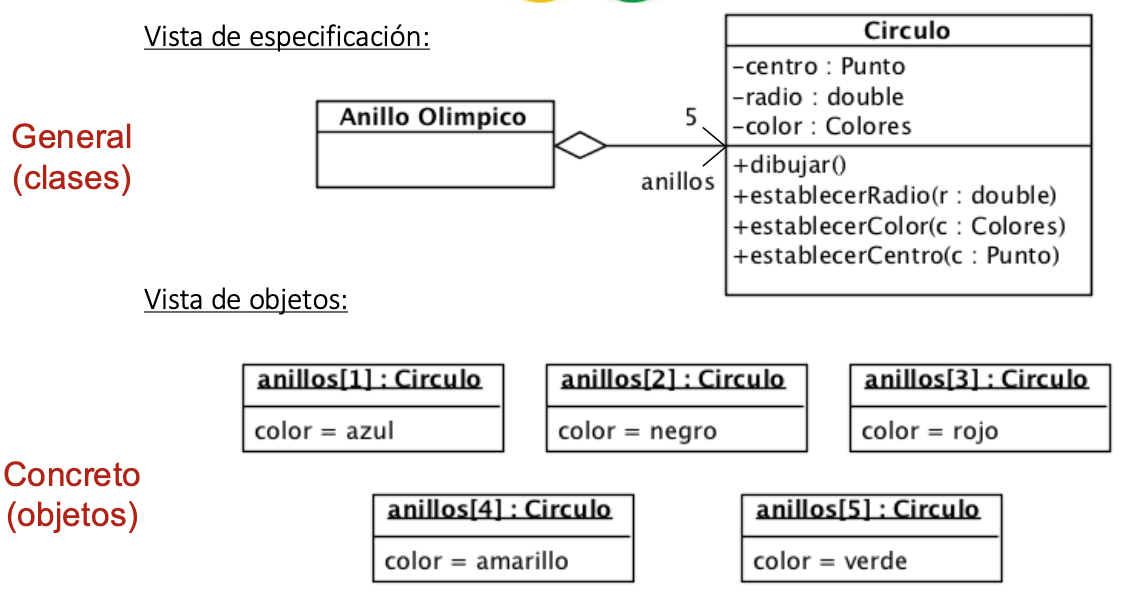 Vista de especificación:
General
(clases)
Anillo Olimpico
5
anillos
Circulo
-centro : Punto
-radio : double
-color : Colores
+dibujar()
+establecerRadio(r : double)
+establecerColor(c : Colores)
+establecerCentro(c : Punto)
Vista de objetos:
Concreto
(objetos)
anillos[1] : Circulo
color = azul
anillos[2] : Circulo
color = negro
anillos[3] : Circulo
color = rojo
anillos[4] : Circulo
color = amarillo
anillos[5] : Circulo
color = verde